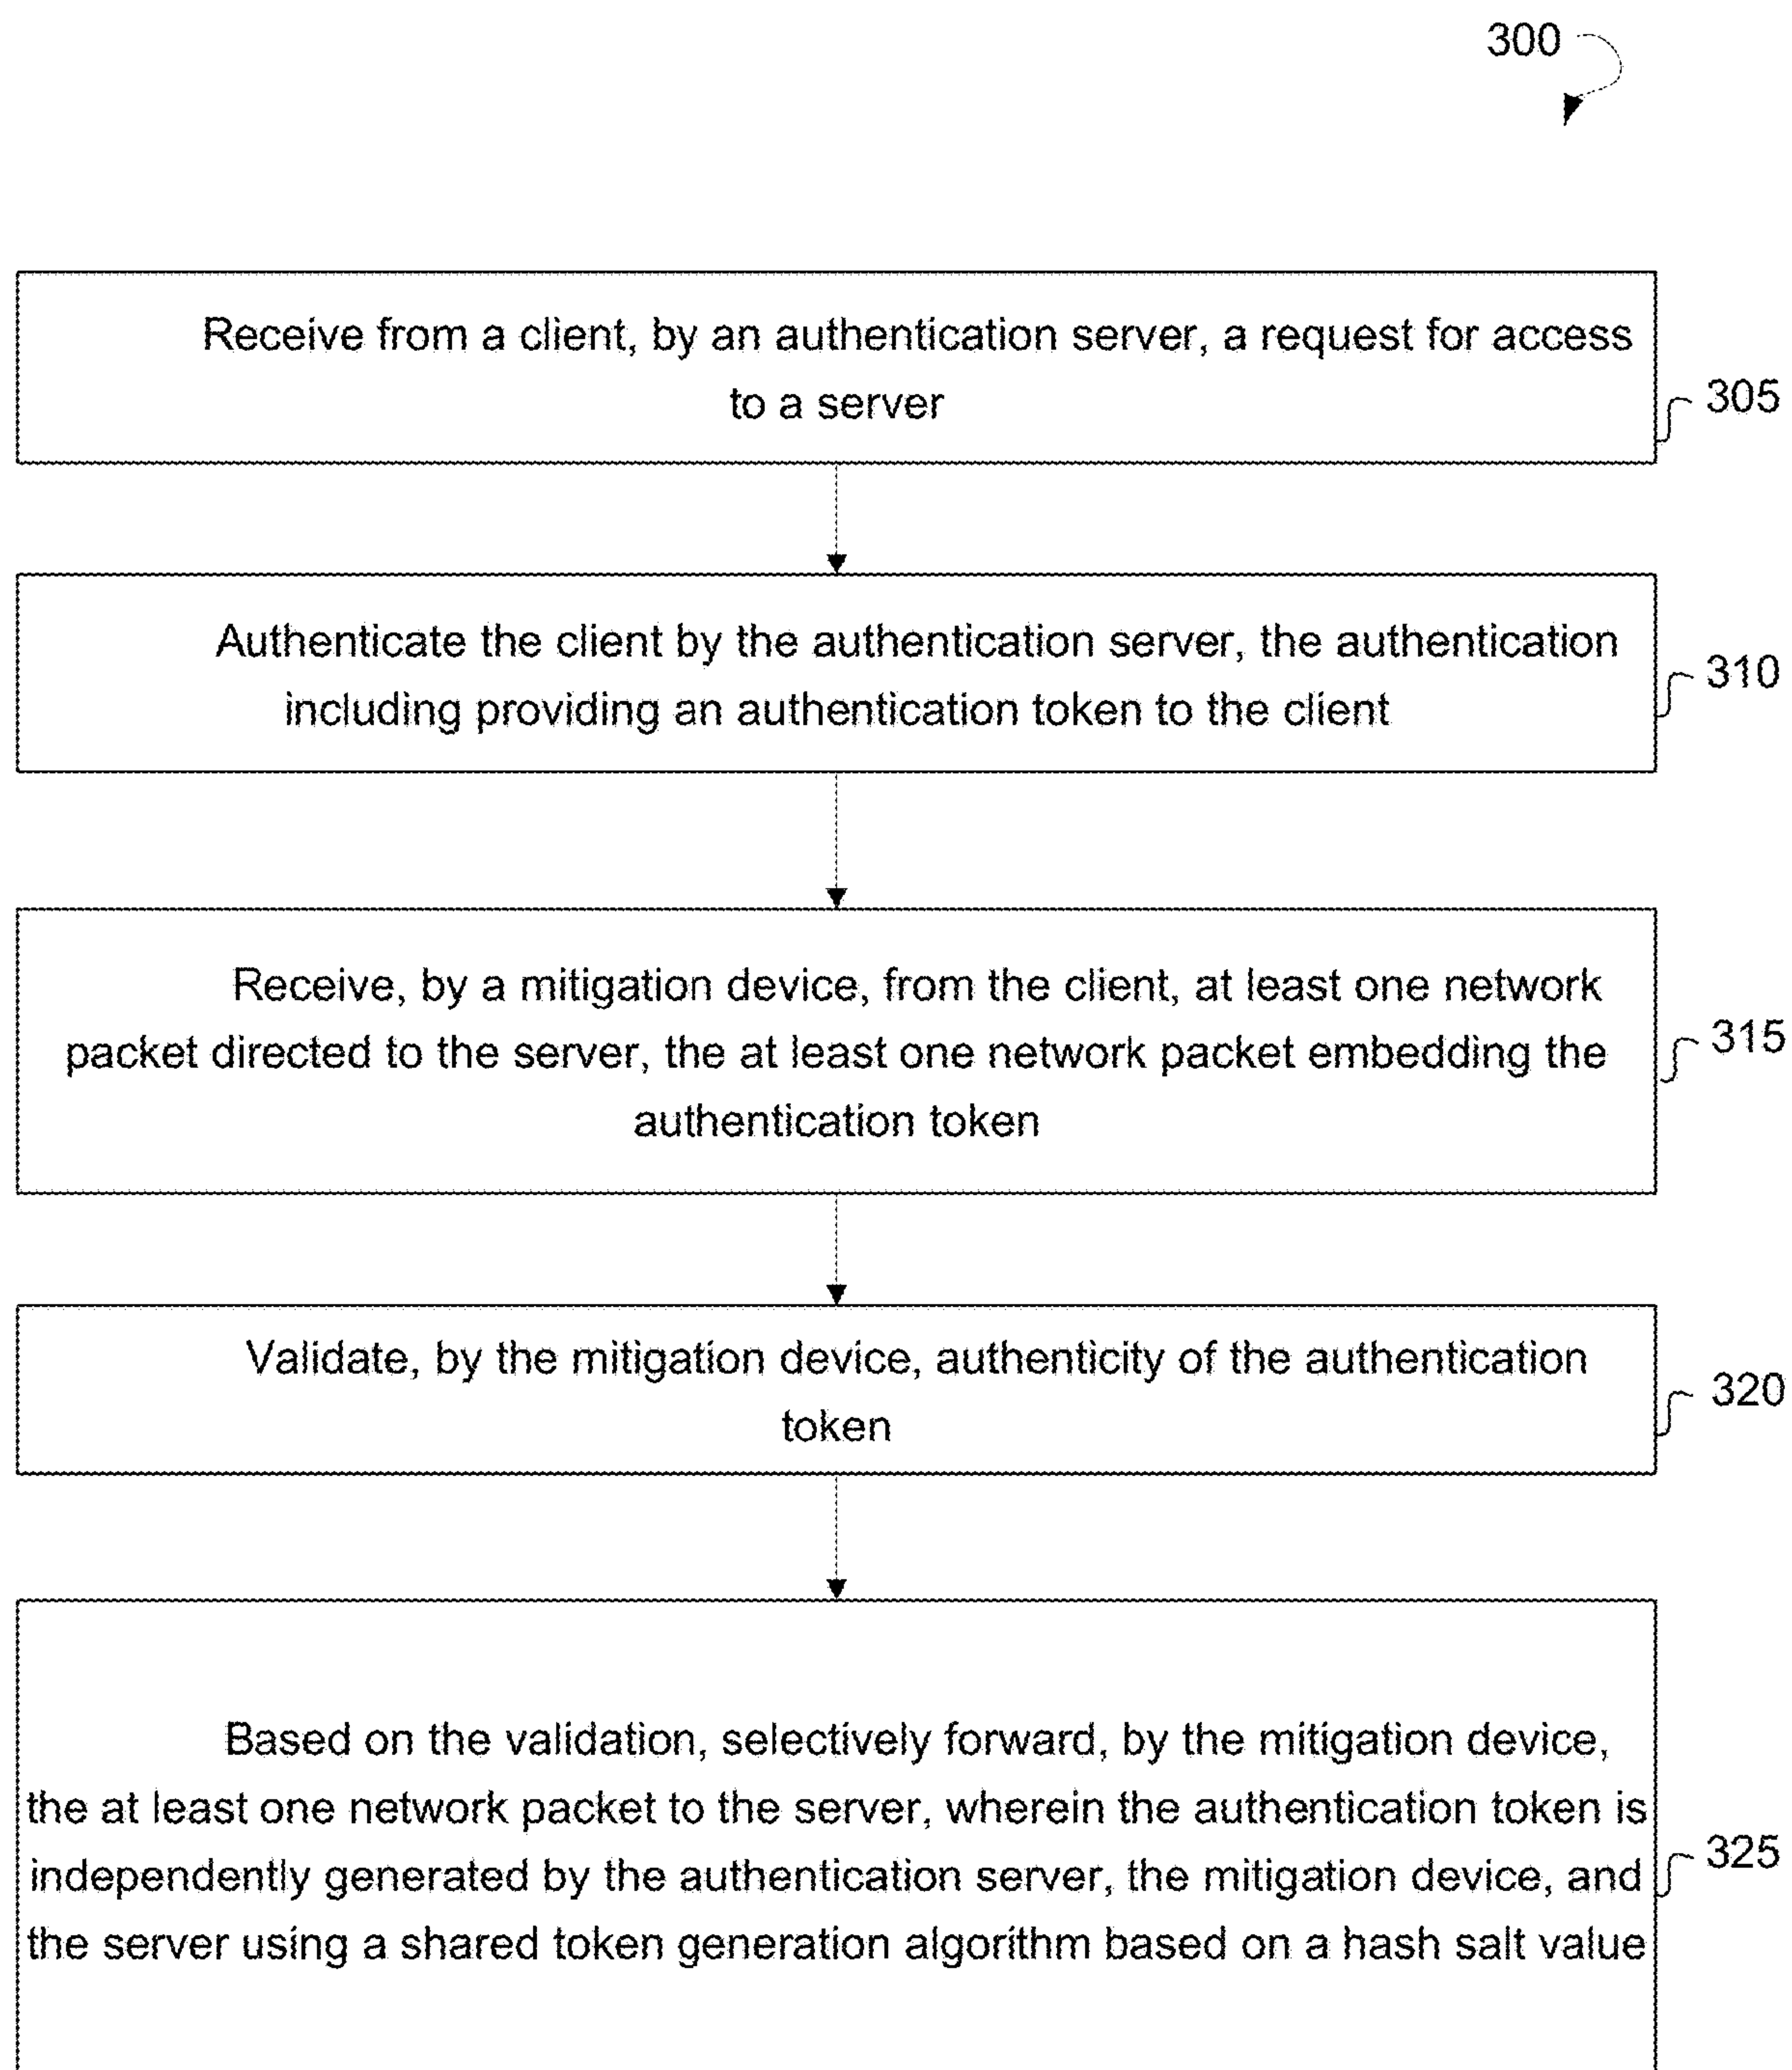 300
Receive from a client, by an authentication server, a request for access
to a server
305
Authenticate the client by the authentication server, the authentication
including providing an authentication token to the client
310
Receive, by a mitigation device, from the client, at least one network
packet directed to the server, the at least one network packet embedding the
authentication token
315
Validate, by the mitigation device, authenticity of the authentication
token
320
Based on the validation, selectively forward, by the mitigation device,
the at least one network packet to the server, wherein the authentication token is
independently generated by the authentication server, the mitigation device, and
the server using a shared token generation algorithm based on a hash salt value
325